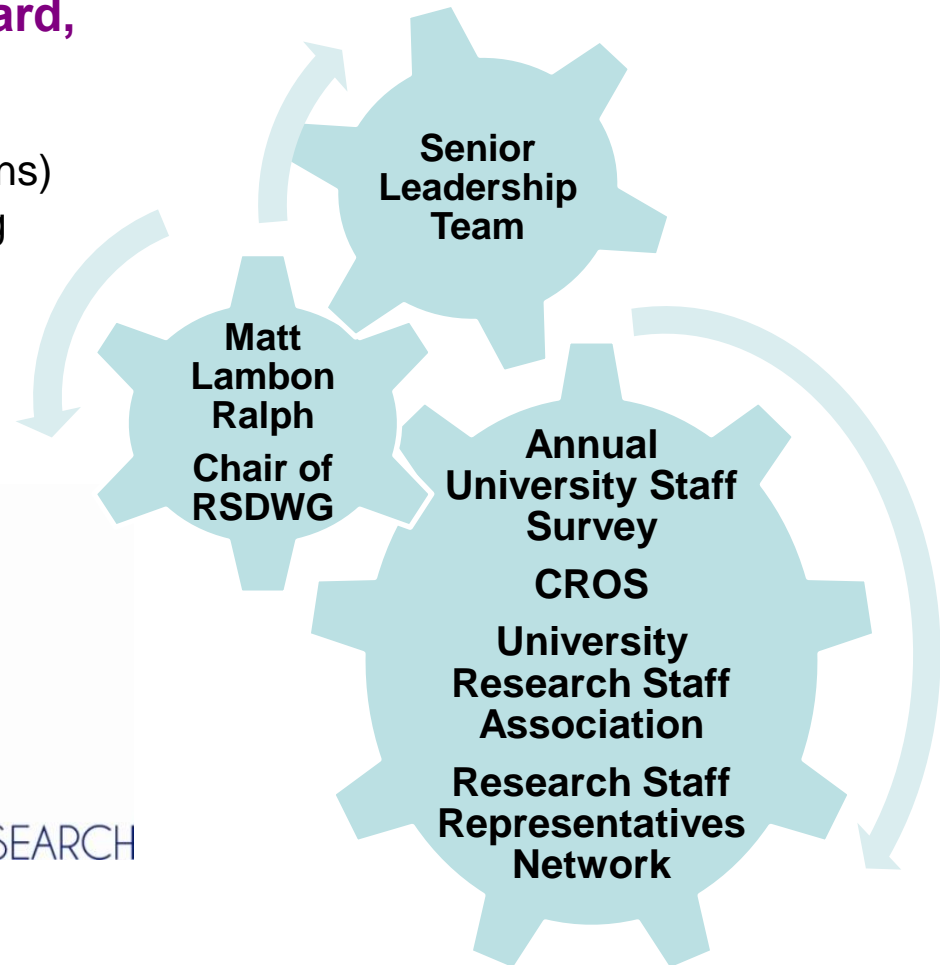 ard,
ns)
g
Senior
Leadership
Team
Matt
Lambon
Ralph
Chair of
RSDWG
Annual
University Staff
Survey
CROS
University
Research Staff
Association
Research Staff
Representatives
Network
SEARCH